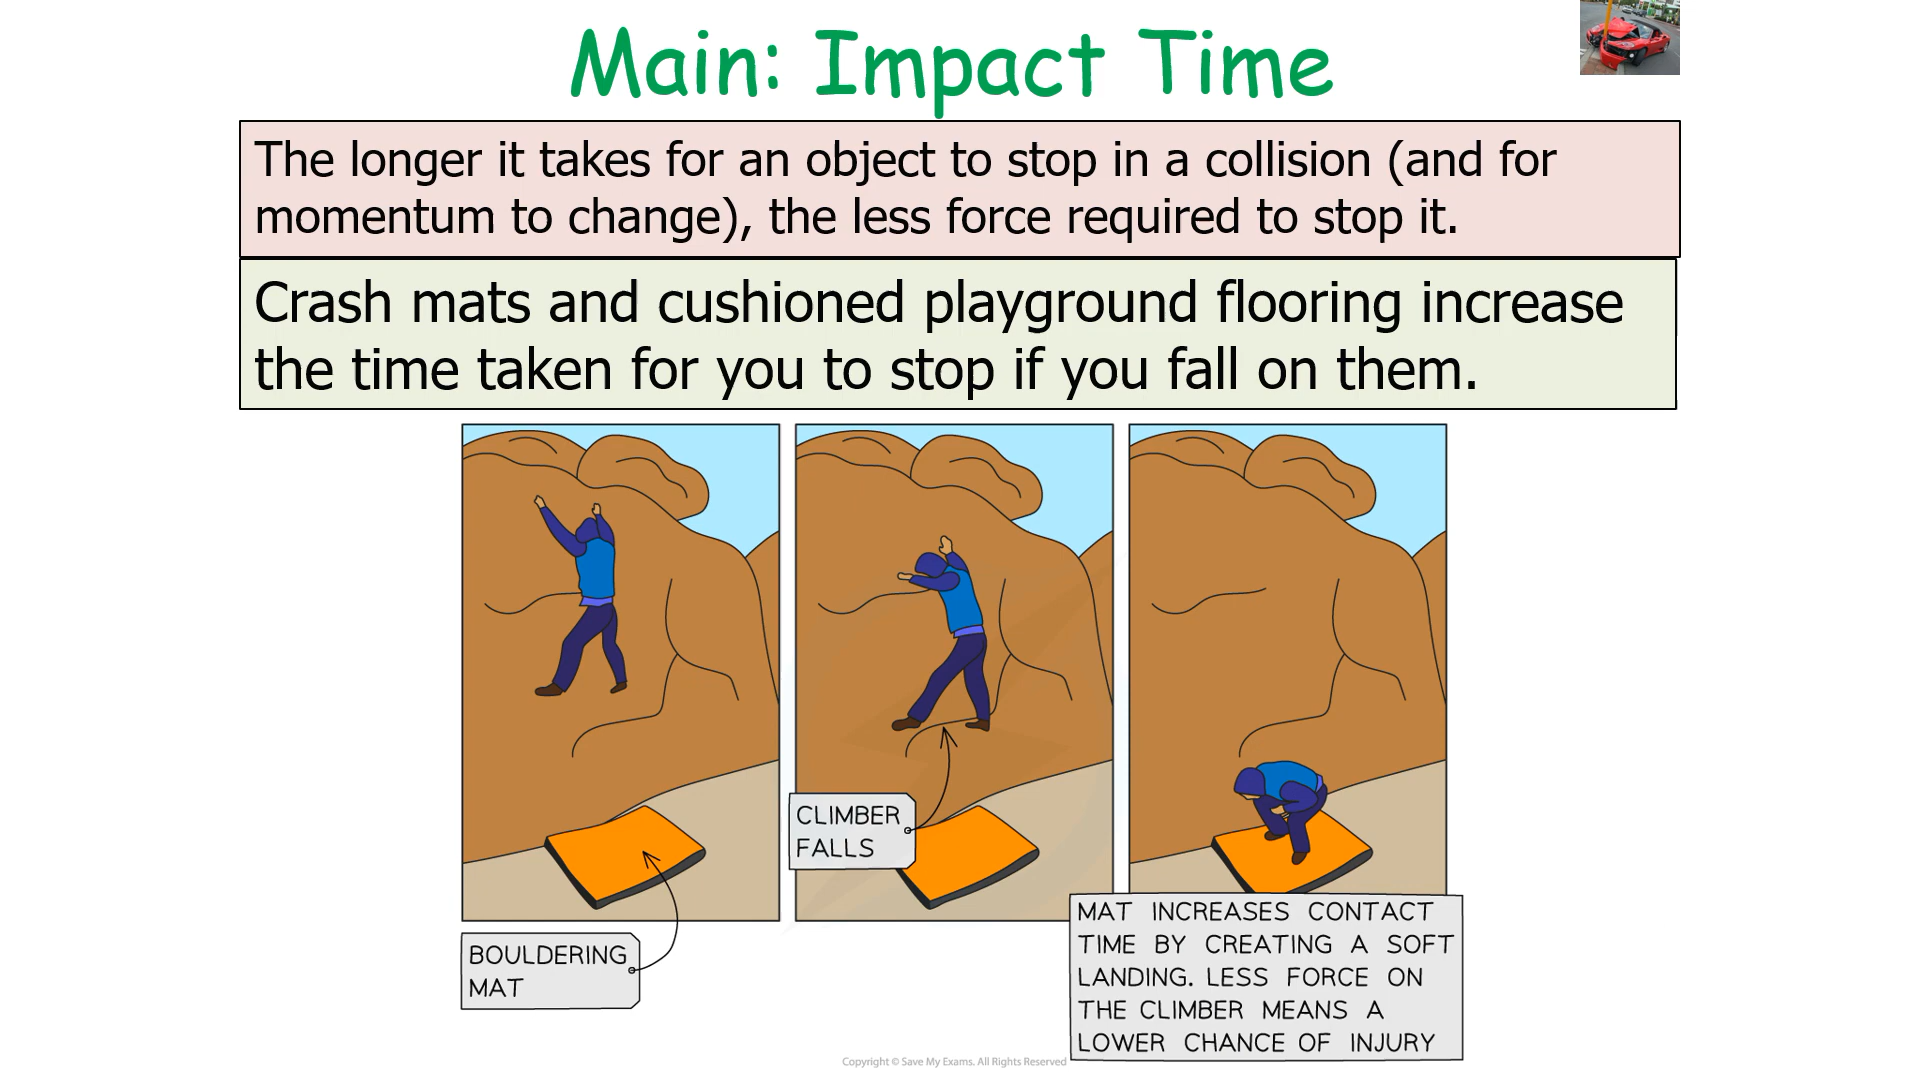 Main: Impact Time
The longer it takes for an object to stop in a collision (and for
momentum to change), the less force required to stop it.
Crash mats and cushioned playground flooring increase
the time taken for you to stop if you fall on them.
CLIMBER
FALLS
BOULDERING
MAT
MAT INCREASES CONTACT
TIME BY CREATING A SOFT
LANDING. LESS FORCE ON
THE CLIMBER MEANS A
LOWER CHANCE OF INJURY
Copyright © Save My Exams. All Rights Reserved